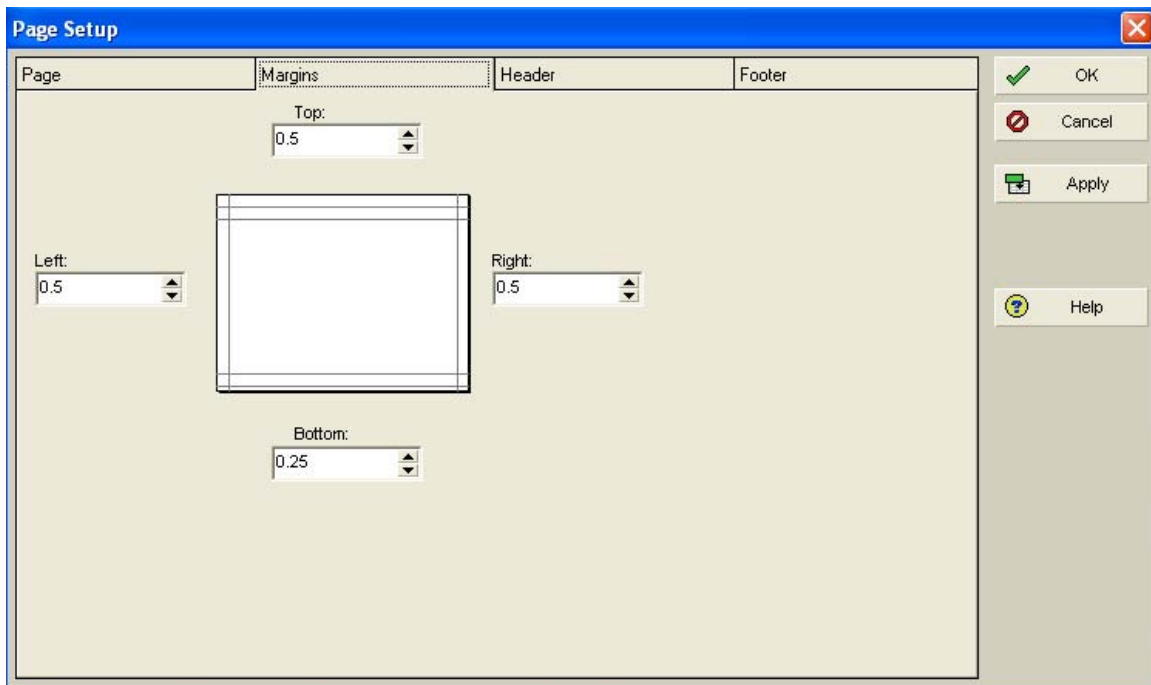 Page Setup
Page
Margins
Header
Footer
OK
Cancel
Apply
Help
Top:
0.5
Left:
0.5
Right:
0.5
Bottom:
0.25